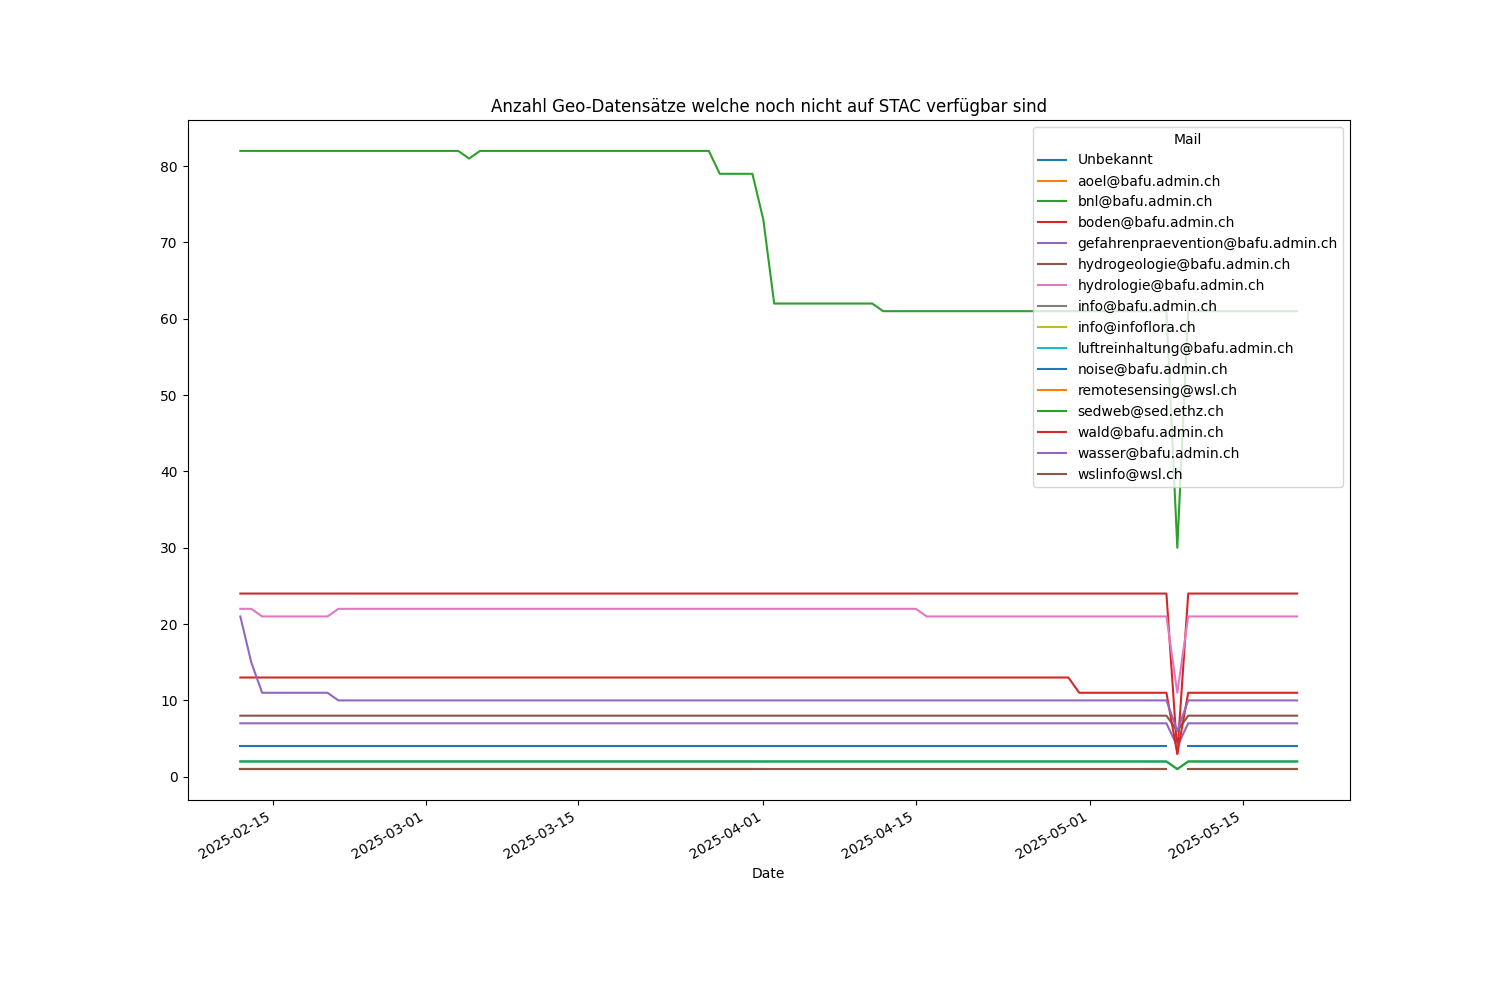 Anzahl Geo-Datensätze welche noch nicht auf STAC verfügbar sind
Mail
Unbekannt
aoel@bafu.admin.ch
bnl@bafu.admin.ch
boden@bafu.admin.ch
gefahrenpraevention@bafu.admin.ch
hydrogeologie@bafu.admin.ch
hydrologie@bafu.admin.ch
info@bafu.admin.ch
info@infoflora.ch
luftreinhaltung@bafu.admin.ch
noise@bafu.admin.ch
remotesensing@wsl.ch
sedweb@sed.ethz.ch
wald@bafu.admin.ch
wasser@bafu.admin.ch
wslinfo@wsl.ch
80
70
60
50
40
30
20
10
0
2025-02-15
2025-03-01
2025-03-15
2025-04-01
2025-04-15
2025-05-01
2025-05-15
Date